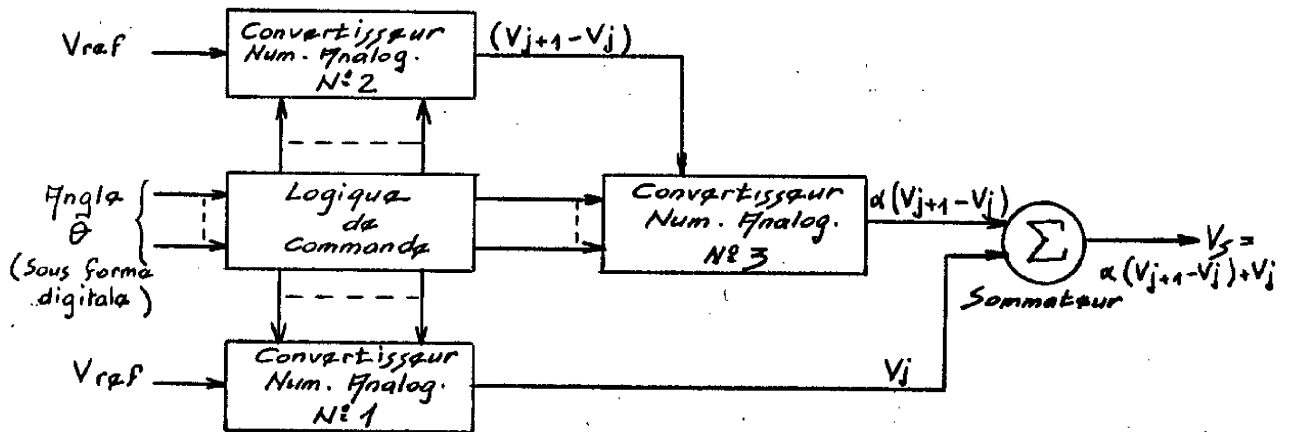 Vref
Convertisseur
Num. Analog.
N° 2
(Vj+1 - Vj)
Angle
θ
(Sous forme
digitale)
Logique
de
Commande
Convertisseur
Num. Analog.
N° 3
α(Vj+1 - Vj)
Σ
Sommateur
Vs =
α(Vj+1 - Vj) + Vj
Vref
Convertisseur
Num. Analog.
N° 1
Vj